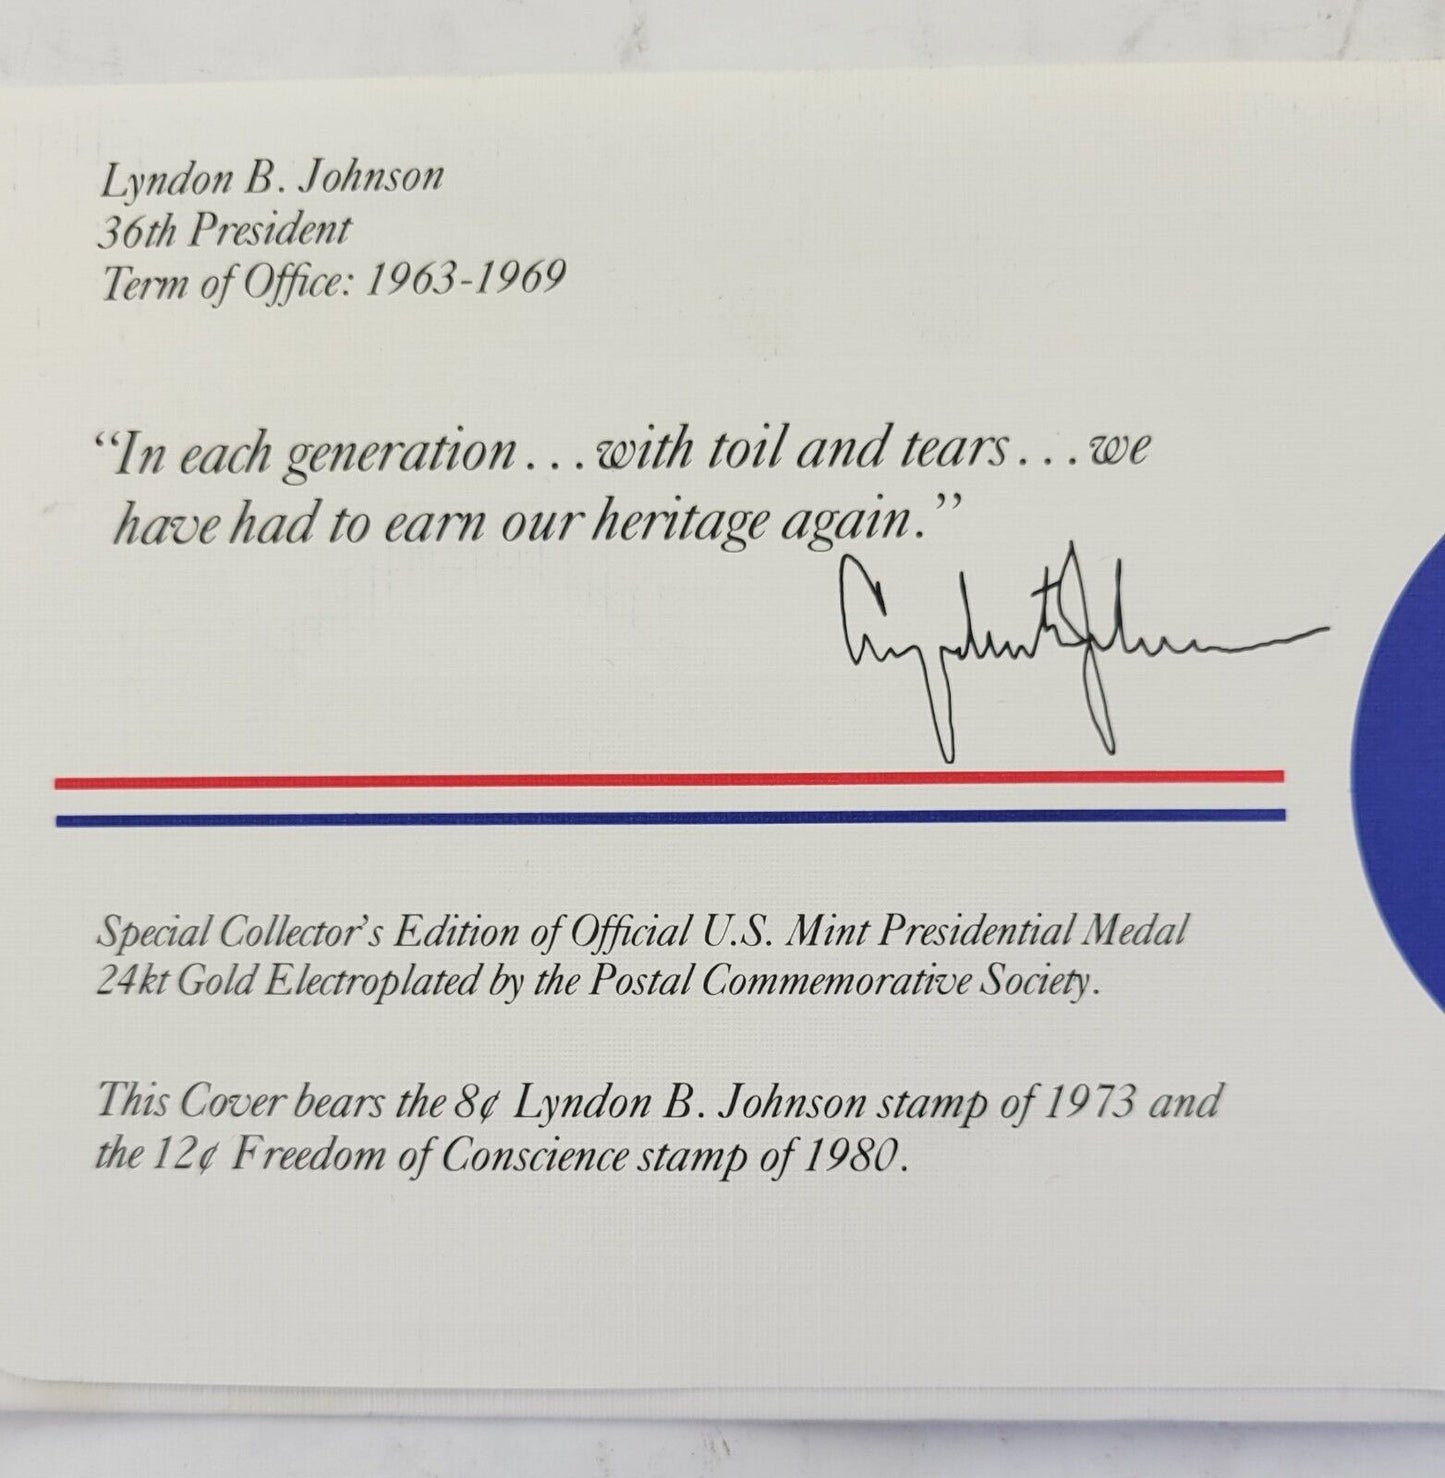 Lyndon B. Johnson
36th President
Term of Office: 1963-1969
“In each generation...with toil and tears...we
have had to earn our heritage again.”
Lyndon B Johnson
Special Collector's Edition of Official U.S. Mint Presidential Medal
24kt Gold Electroplated by the Postal Commemorative Society.
This Cover bears the 8¢ Lyndon B. Johnson stamp of 1973 and
the 12¢ Freedom of Conscience stamp of 1980.